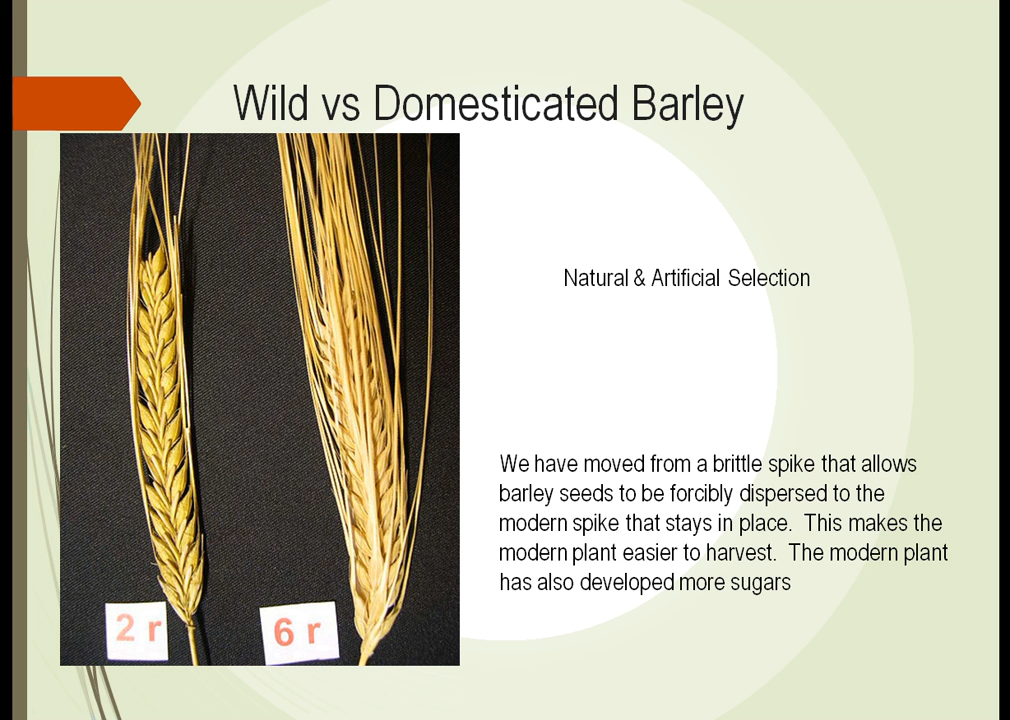 Wild vs Domesticated Barley
Natural & Artificial Selection
We have moved from a brittle spike that allows
barley seeds to be forcibly dispersed to the
modern spike that stays in place. This makes the
modern plant easier to harvest. The modern plant
has also developed more sugars
2 r
6 r